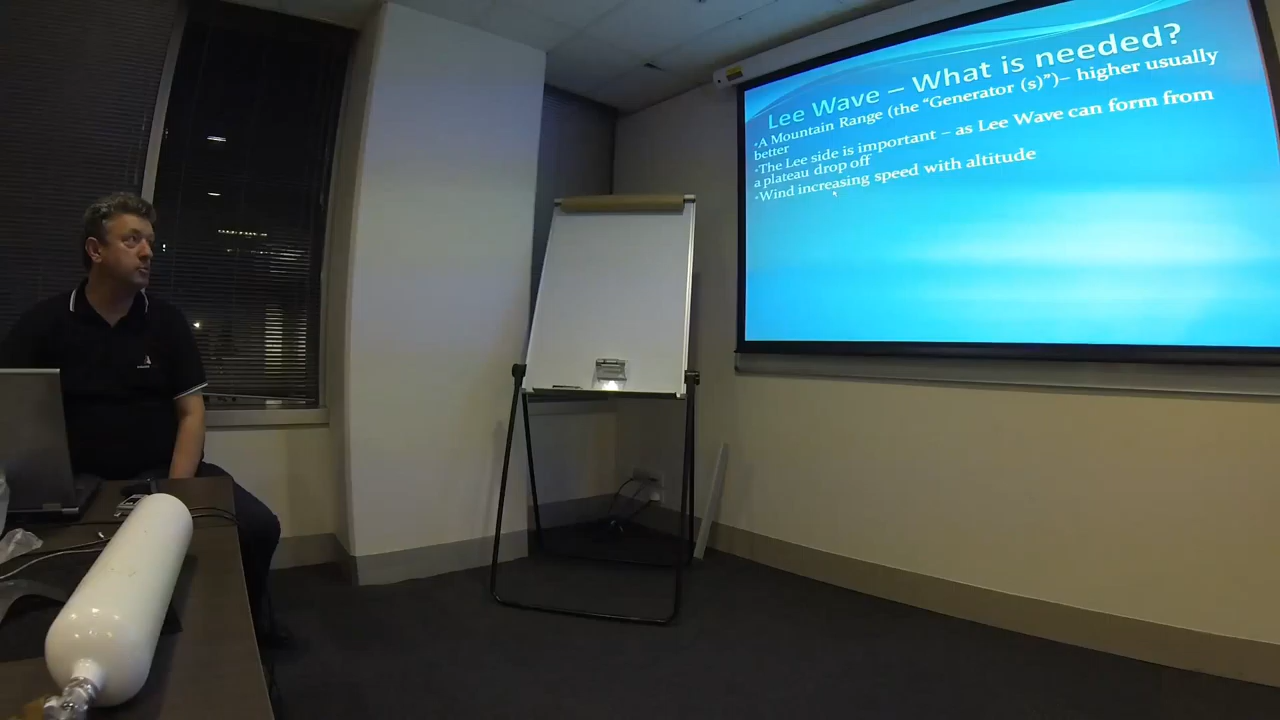 Lee Wave – What is needed?
•A Mountain Range (the “Generator (s)”)– higher usually
better
•The Lee side is important – as Lee Wave can form from
a plateau drop off
•Wind increasing speed with altitude